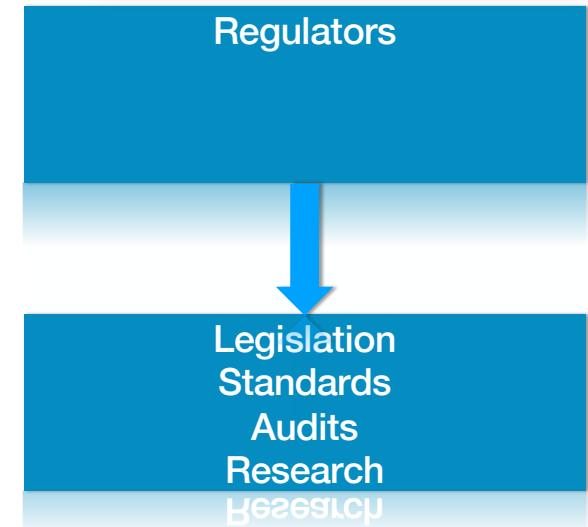 Regulators
Legislation
Standards
Audits
Research